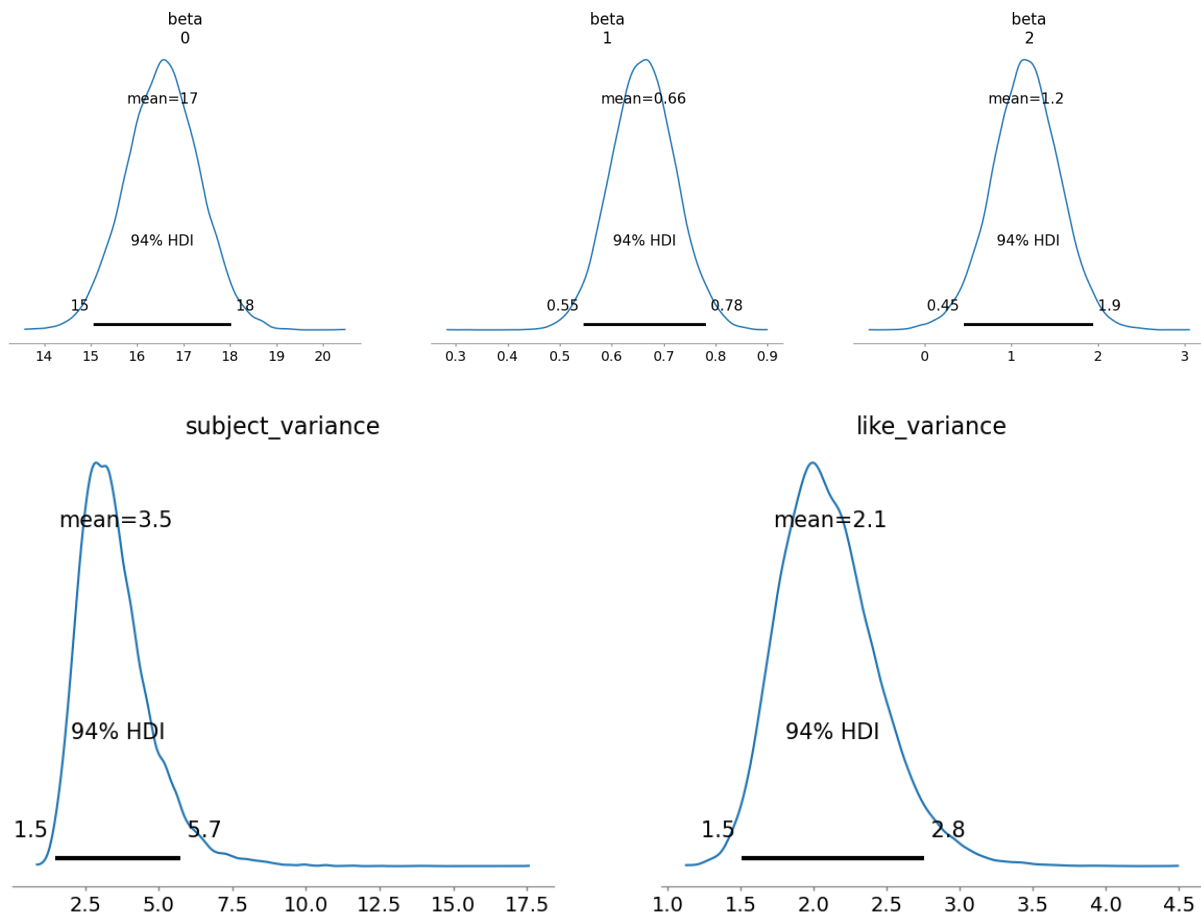 beta
0
mean=17
94% HDI
15
18
14 15 16 17 18 19 20
beta
1
mean=0.66
94% HDI
0.55
0.78
0.3 0.4 0.5 0.6 0.7 0.8 0.9
beta
2
mean=1.2
94% HDI
0.45
1.9
0 1 2 3
subject_variance
mean=3.5
94% HDI
1.5
5.7
2.5 5.0 7.5 10.0 12.5 15.0 17.5
like_variance
mean=2.1
94% HDI
1.5
2.8
1.0 1.5 2.0 2.5 3.0 3.5 4.0 4.5